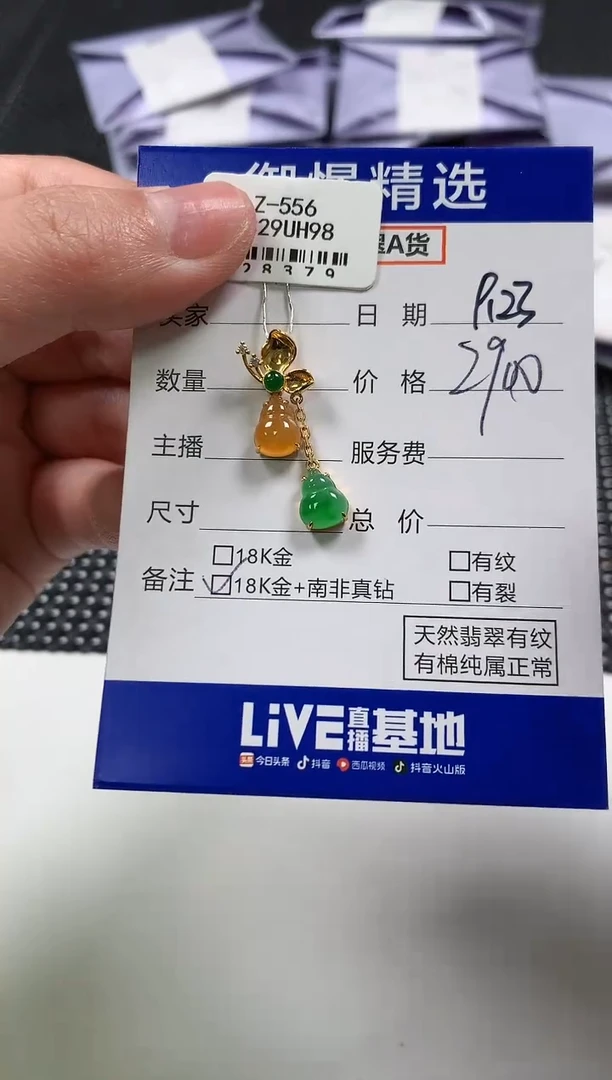 精选
Z-556
29UH98
28379
A货
卖家 日期 P123
数量 价格
主播 服务费
尺寸 总价
备注 18K金 有纹
18K金+南非真钻 有裂
天然翡翠有纹
有棉纯属正常
LiVE直播基地
头条 今日头条 抖音 西瓜视频 抖音火山版